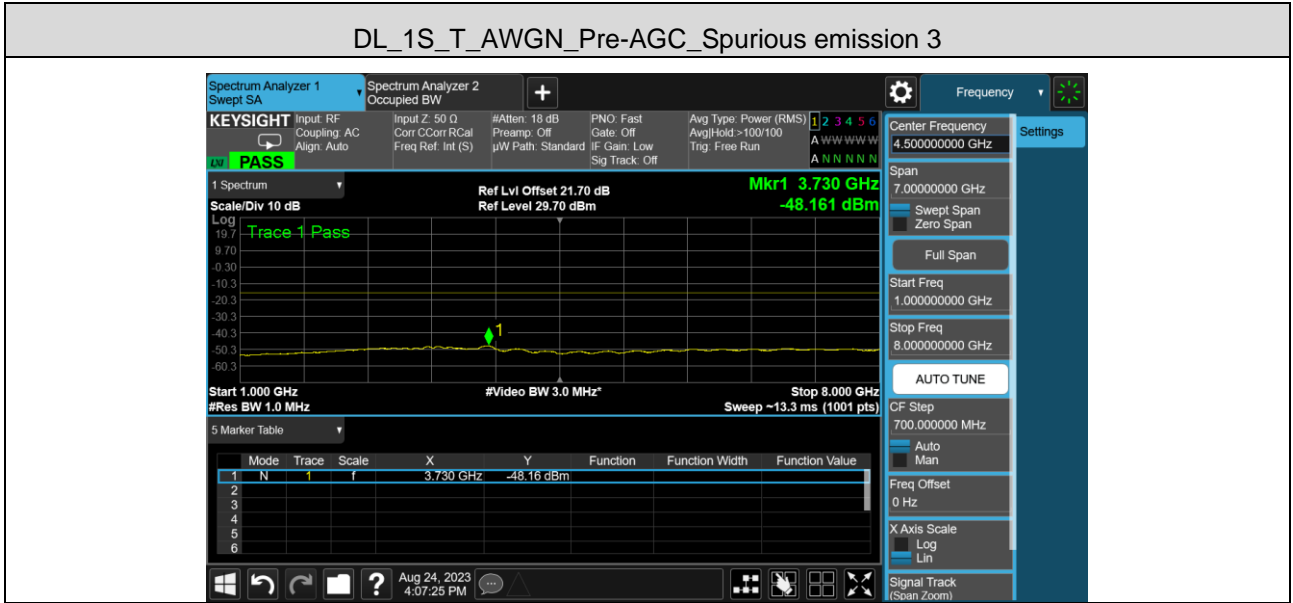 DL_1S_T_AWGN_Pre-AGC_Spurious emission 3
Spectrum Analyzer 1
Swept SA
Spectrum Analyzer 2
Occupied BW
Frequency
KEYSIGHT
Input: RF
Coupling: AC
Align: Auto
Input Z: 50 Ω
Corr CCorr RCal
Freq Ref: Int (S)
#Atten: 18 dB
Preamp: Off
µW Path: Standard
PNO: Fast
Gate: Off
IF Gain: Low
Sig Track: Off
Avg Type: Power (RMS)
Avg|Hold:>100/100
Trig: Free Run
1 2 3 4 5 6
A W W W W W
A N N N N N
LXI PASS
1 Spectrum
Scale/Div 10 dB
Ref Lvl Offset 21.70 dB
Ref Level 29.70 dBm
Mkr1 3.730 GHz
-48.161 dBm
Log
Trace 1 Pass
19.7
9.70
-0.30
-10.3
-20.3
-30.3
-40.3
-50.3
-60.3
1
Start 1.000 GHz
#Res BW 1.0 MHz
#Video BW 3.0 MHz*
Stop 8.000 GHz
Sweep ~13.3 ms (1001 pts)
5 Marker Table
Mode Trace Scale X Y Function Function Width Function Value
1 N 1 f 3.730 GHz -48.16 dBm
2
3
4
5
6
Aug 24, 2023
4:07:25 PM
?
Center Frequency
4.500000000 GHz
Settings
Span
7.00000000 GHz
Swept Span
Zero Span
Full Span
Start Freq
1.000000000 GHz
Stop Freq
8.000000000 GHz
AUTO TUNE
CF Step
700.000000 MHz
Auto
Man
Freq Offset
0 Hz
X Axis Scale
Log
Lin
Signal Track
(Span Zoom)